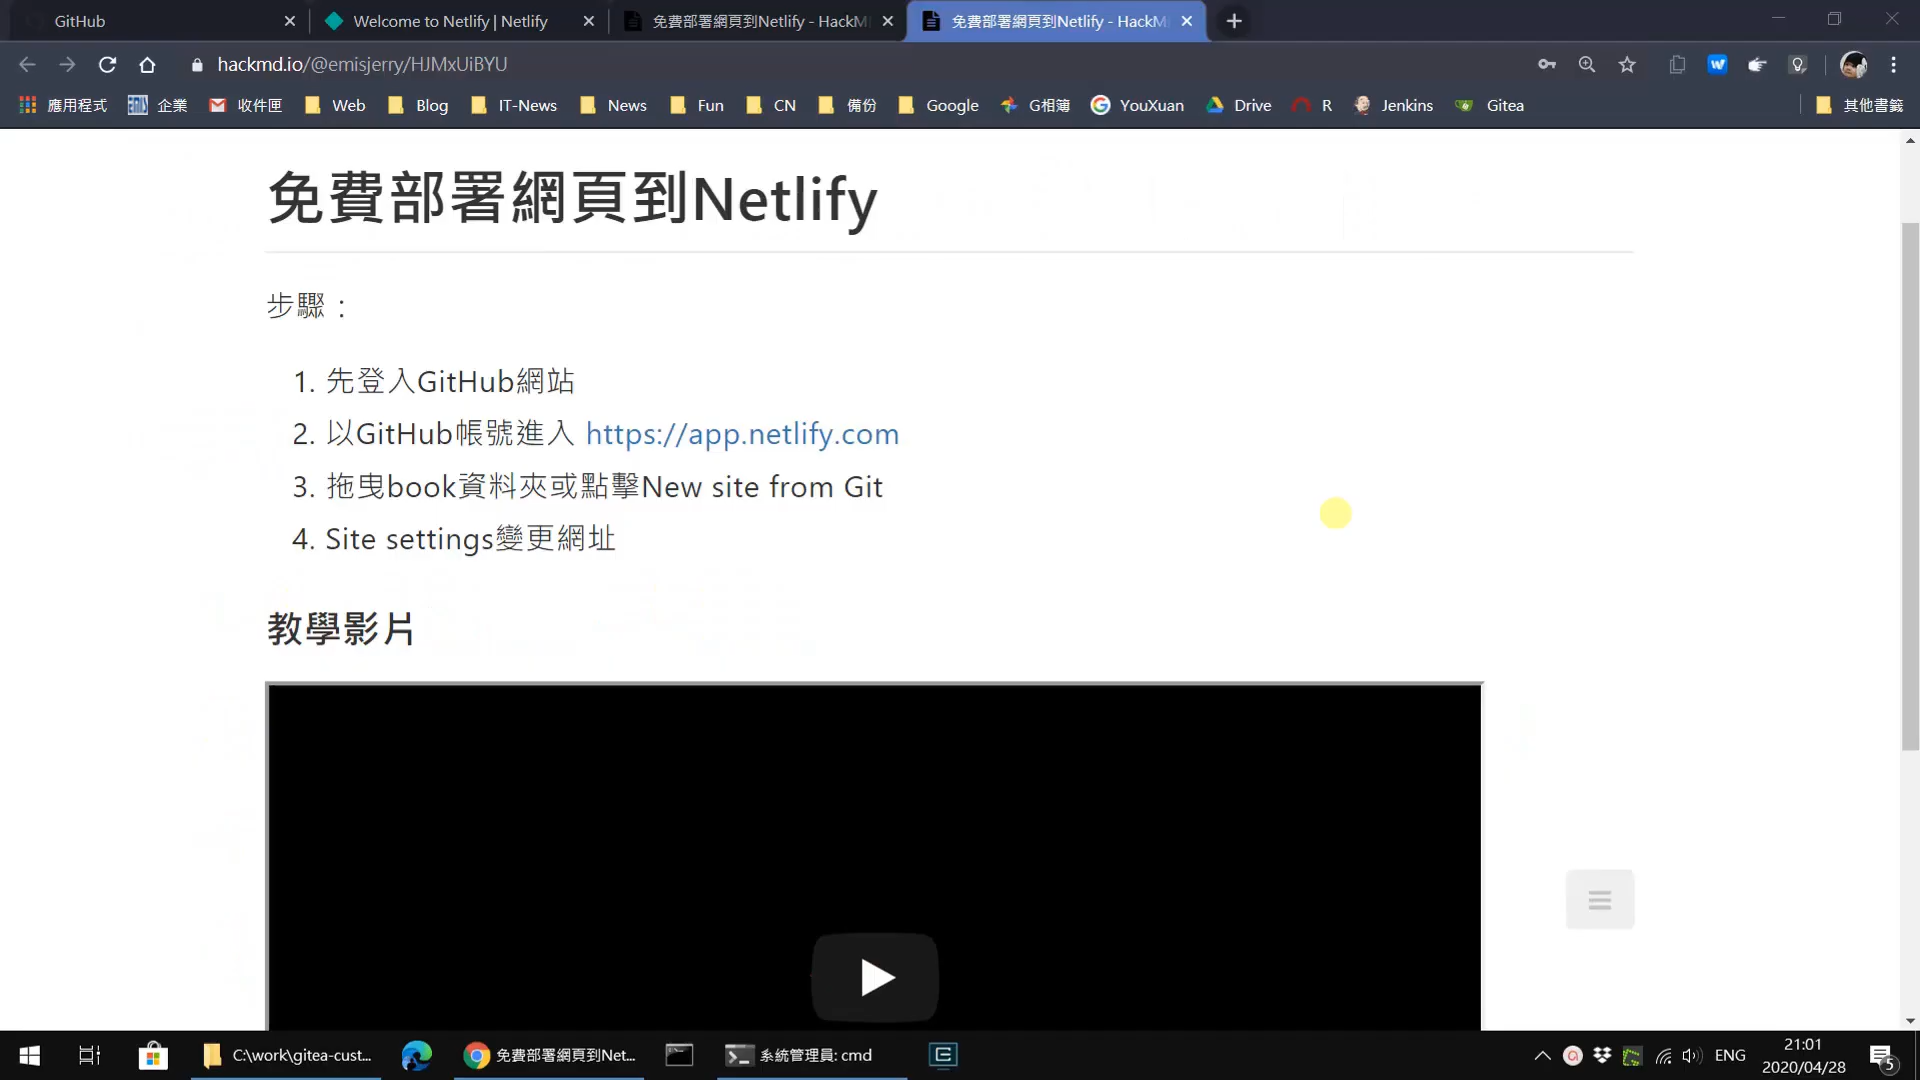 GitHub
Welcome to Netlify | Netlify
免費部署網頁到Netlify - HackM
免費部署網頁到Netlify - HackM
hackmd.io/@emisjerry/HJMxUiBYU
應用程式 企業 收件匣 Web Blog IT-News News Fun CN 備份 Google G相簿 YouXuan Drive R Jenkins Gitea 其他書籤
免費部署網頁到Netlify
步驟：
1. 先登入GitHub網站
2. 以GitHub帳號進入 https://app.netlify.com
3. 拖曳book資料夾或點擊New site from Git
4. Site settings變更網址
教學影片
C:\work\gitea-cust...
免費部署網頁到Net...
系統管理員: cmd
ENG
21:01
2020/04/28
5